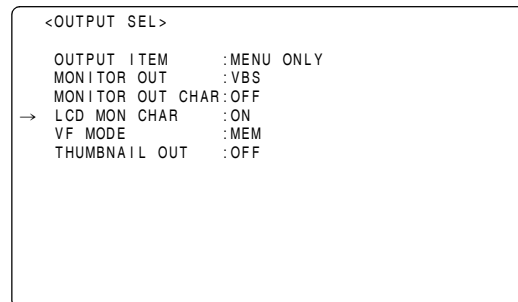 <OUTPUT SEL>
OUTPUT ITEM :MENU ONLY
MONITOR OUT :VBS
MONITOR OUT CHAR:OFF
→ LCD MON CHAR :ON
VF MODE :MEM
THUMBNAIL OUT :OFF